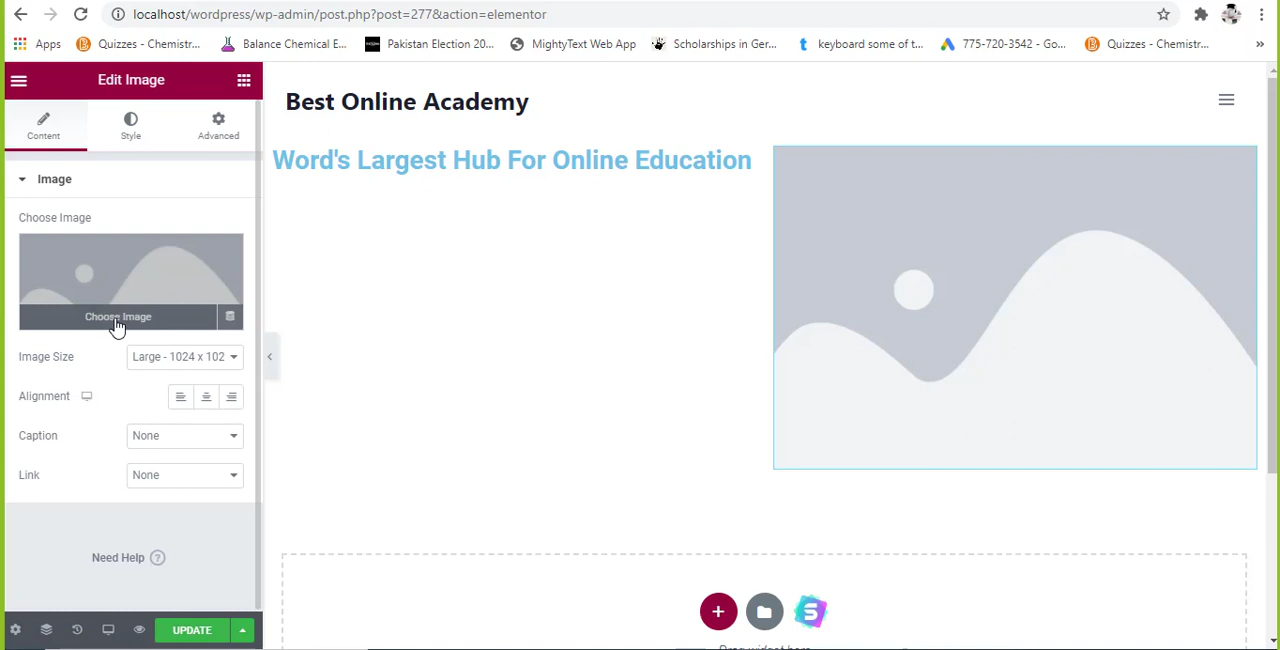 localhost/wordpress/wp-admin/post.php?post=277&action=elementor
Apps
Quizzes - Chemistr...
Balance Chemical E...
Pakistan Election 20...
MightyText Web App
Scholarships in Ger...
keyboard some of t...
775-720-3542 - Go...
Quizzes - Chemistr...
»
Edit Image
Content
Style
Advanced
Image
Choose Image
Choose Image
Image Size
Large - 1024 x 102
Alignment
Caption
None
Link
None
Need Help
UPDATE
Best Online Academy
Word's Largest Hub For Online Education
Drag widget here